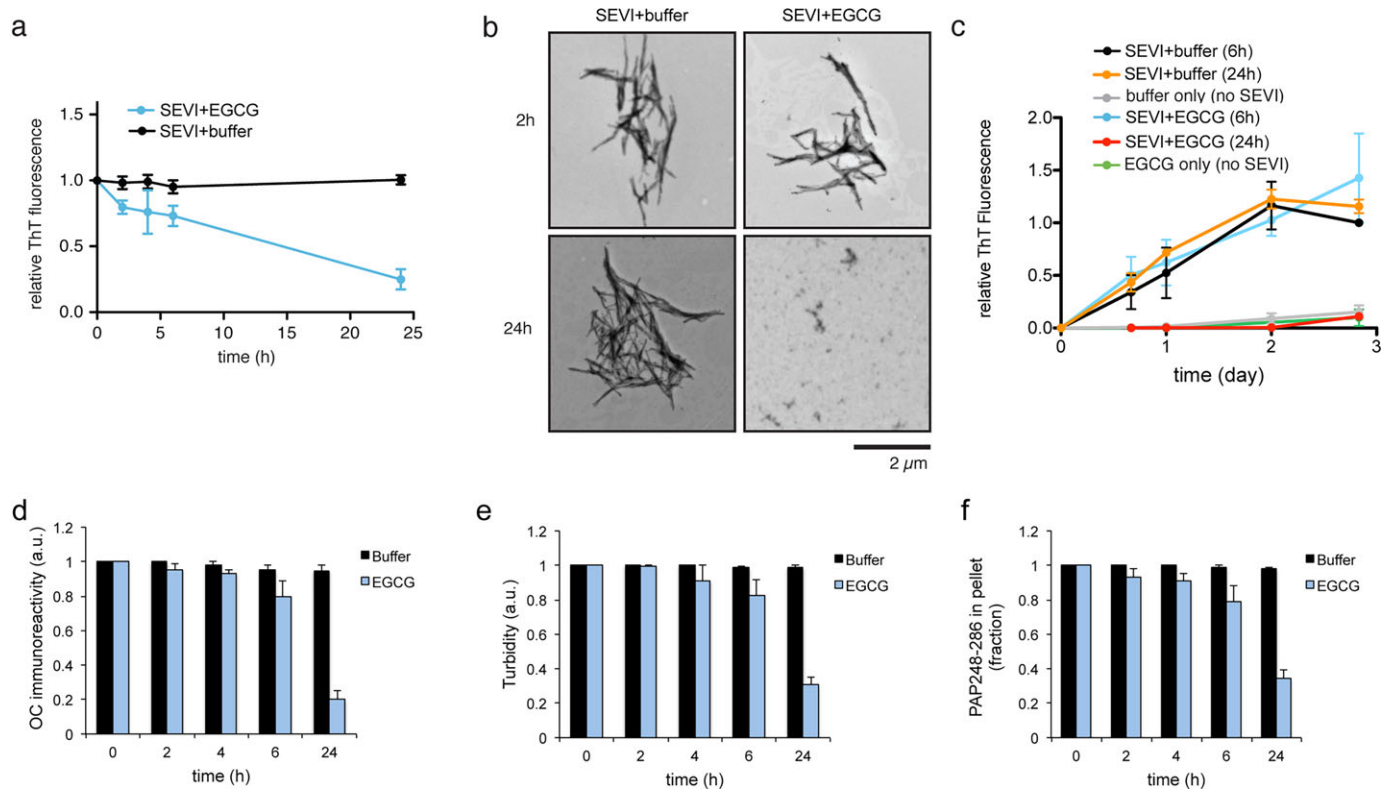 a
SEVI+EGCG
SEVI+buffer
relative ThT fluorescence
1.5
1.0
0.5
0.0
0 5 10 15 20 25
time (h)
b
SEVI+buffer SEVI+EGCG
2h
24h
2 µm
c
SEVI+buffer (6h)
SEVI+buffer (24h)
buffer only (no SEVI)
SEVI+EGCG (6h)
SEVI+EGCG (24h)
EGCG only (no SEVI)
relative ThT Fluorescence
2.0
1.5
1.0
0.5
0.0
0 1 2 3
time (day)
d
OC immunoreactivity (a.u.)
1.2
1
0.8
0.6
0.4
0.2
0
Buffer
EGCG
0 2 4 6 24
time (h)
e
Turbidity (a.u.)
1.2
1
0.8
0.6
0.4
0.2
0
Buffer
EGCG
0 2 4 6 24
time (h)
f
PAP248-286 in pellet
(fraction)
1.2
1
0.8
0.6
0.4
0.2
0
Buffer
EGCG
0 2 4 6 24
time (h)